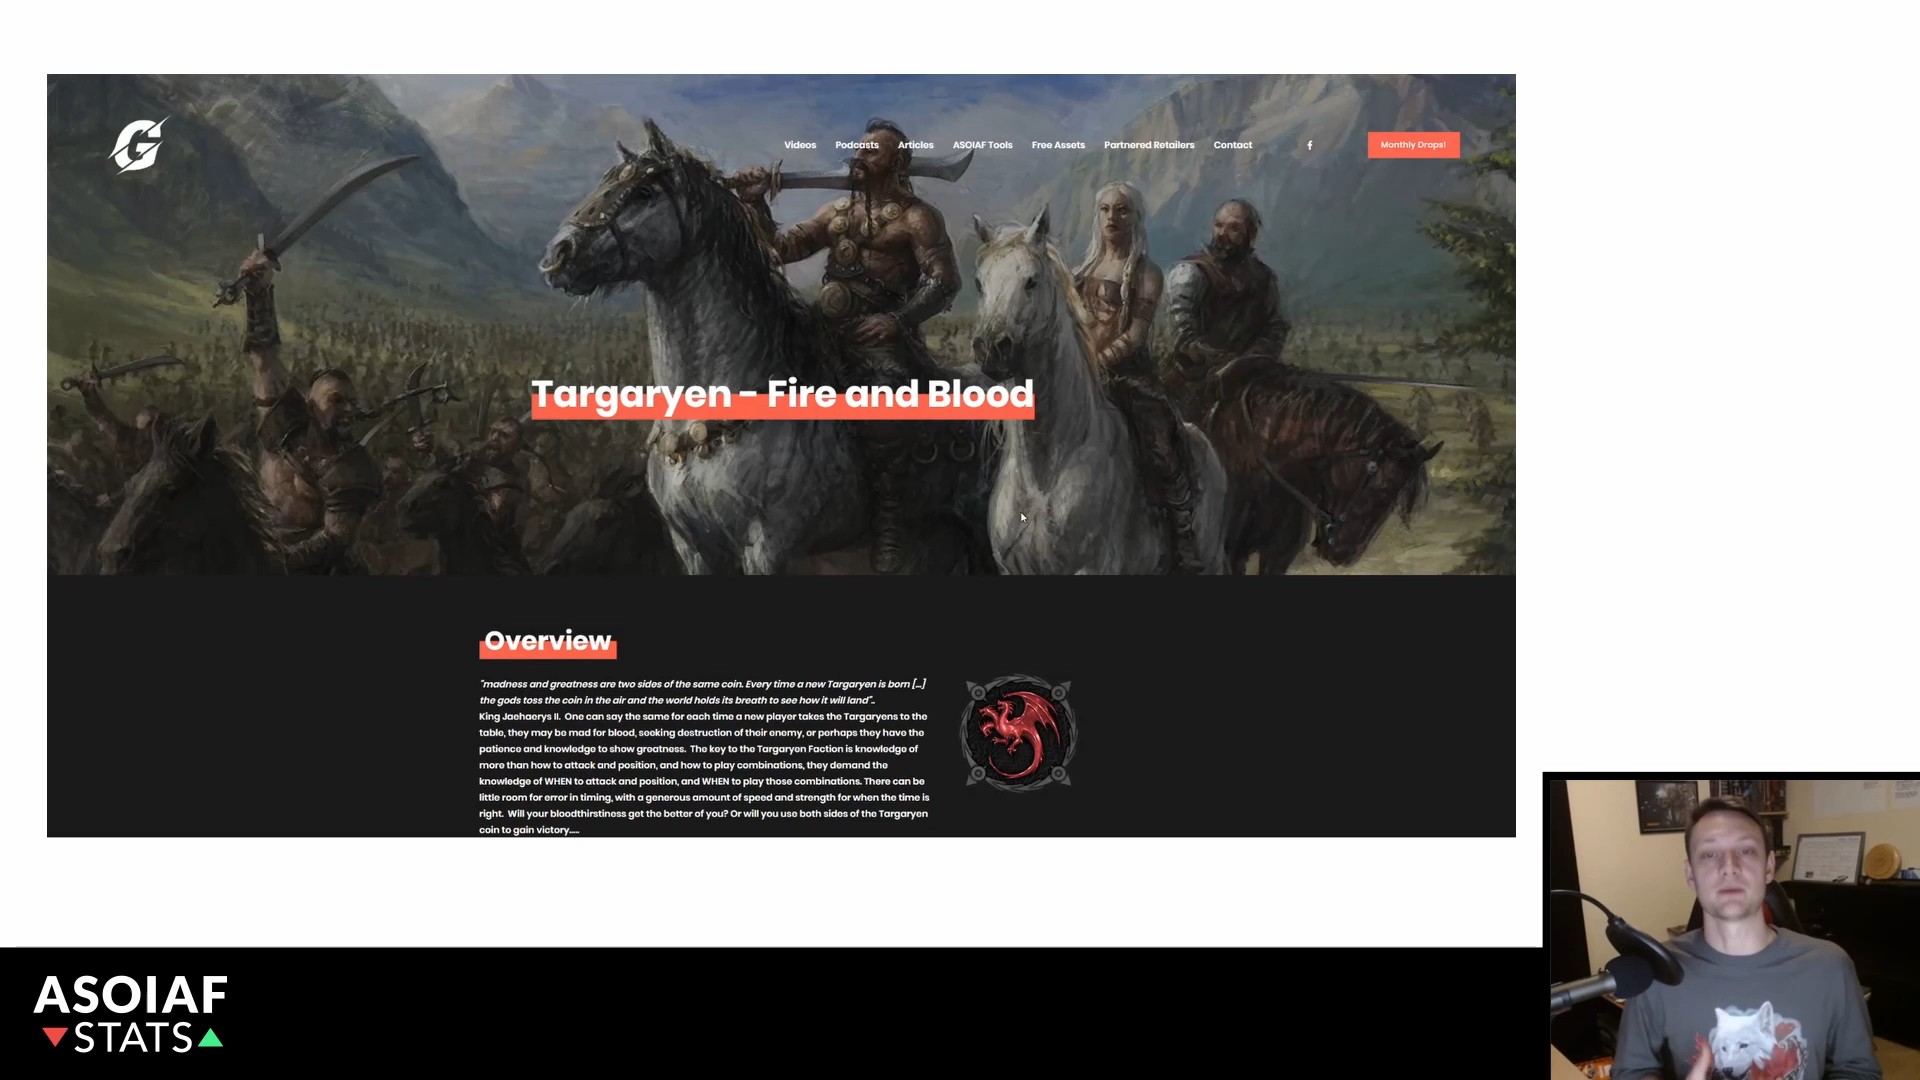 G
Videos Podcasts Articles ASOIAF Tools Free Assets Partnered Retailers Contact f Monthly Drops!
Targaryen – Fire and Blood
Overview
"madness and greatness are two sides of the same coin. Every time a new Targaryen is born [...]
the gods toss the coin in the air and the world holds its breath to see how it will land"..
King Jaehaerys II. One can say the same for each time a new player takes the Targaryens to the
table, they may be mad for blood, seeking destruction of their enemy, or perhaps they have the
patience and knowledge to show greatness. The key to the Targaryen Faction is knowledge of
more than how to attack and position, and how to play combinations, they demand the
knowledge of WHEN to attack and position, and WHEN to play those combinations. There can be
little room for error in timing, with a generous amount of speed and strength for when the time is
right. Will your bloodthirstiness get the better of you? Or will you use both sides of the Targaryen
coin to gain victory.....
ASOIAF
STATS